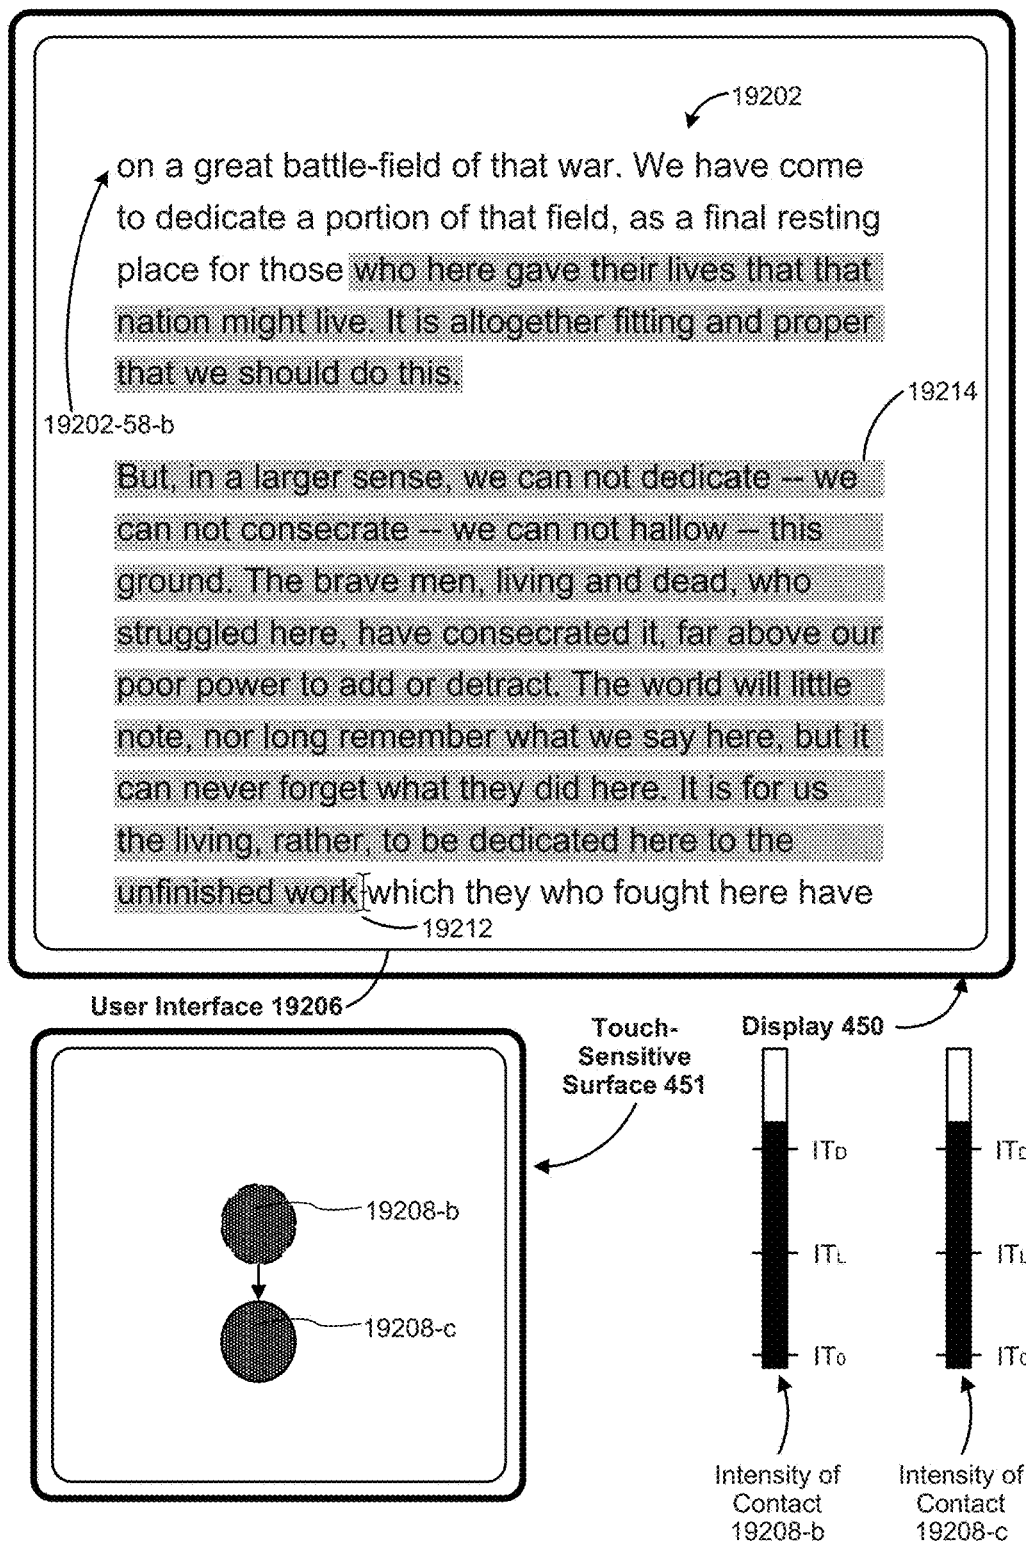 19202
on a great battle-field of that war. We have come
to dedicate a portion of that field, as a final resting
place for those who here gave their lives that that
nation might live. It is altogether fitting and proper
that we should do this.
19214
19202-58-b
But, in a larger sense, we can not dedicate -- we
can not consecrate -- we can not hallow -- this
ground. The brave men, living and dead, who
struggled here, have consecrated it, far above our
poor power to add or detract. The world will little
note, nor long remember what we say here, but it
can never forget what they did here. It is for us
the living, rather, to be dedicated here to the
unfinished work which they who fought here have
19212
User Interface 19206
Display 450
Touch-
Sensitive
Surface 451
19208-b
19208-c
ITD
ITL
IT0
ITD
ITL
IT0
Intensity of
Contact
19208-b
Intensity of
Contact
19208-c